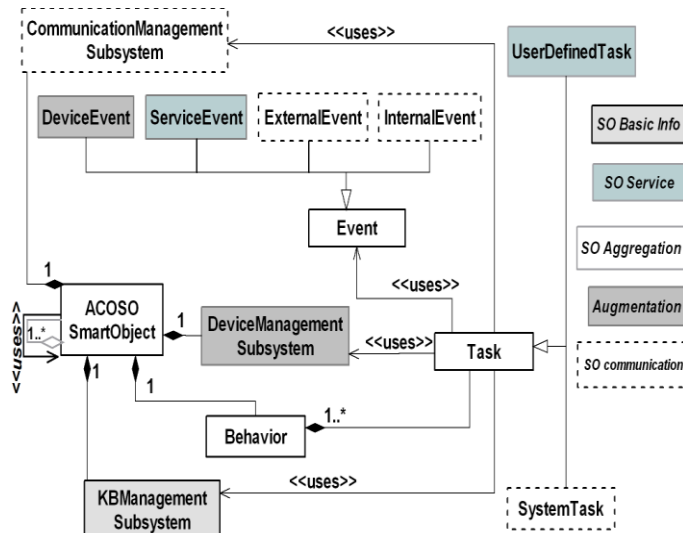 CommunicationManagement
Subsystem
<<uses>>
UserDefinedTask
DeviceEvent
ServiceEvent
ExternalEvent
InternalEvent
SO Basic Info
SO Service
Event
SO Aggregation
<<uses>>
1
ACOSO
SmartObject
1..*
<<uses>>
1
DeviceManagement
Subsystem
<<uses>>
Task
Augmentation
SO communication
1
1
Behavior
1..*
<<uses>>
KBManagement
Subsystem
SystemTask